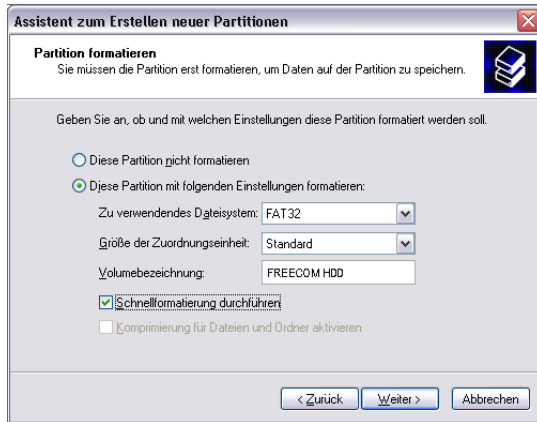 Assistent zum Erstellen neuer Partitionen
Partition formatieren
Sie müssen die Partition erst formatieren, um Daten auf der Partition zu speichern.
Geben Sie an, ob und mit welchen Einstellungen diese Partition formatiert werden soll.
Diese Partition nicht formatieren
Diese Partition mit folgenden Einstellungen formatieren:
Zu verwendendes Dateisystem: FAT32
Größe der Zuordnungseinheit: Standard
Volumebezeichnung: FREECOM HDD
Schnellformatierung durchführen
Komprimierung für Dateien und Ordner aktivieren
< Zurück Weiter > Abbrechen